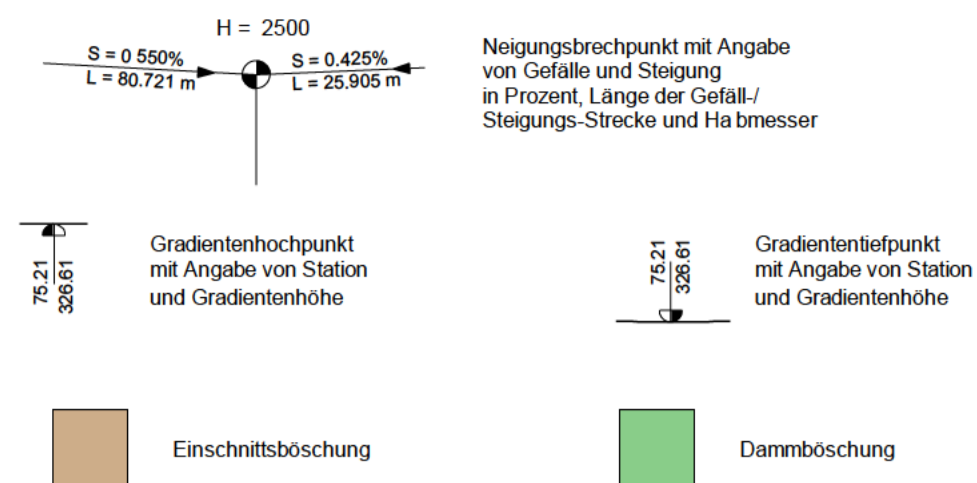 H = 2500
S = 0 550%
L = 80.721 m
S = 0.425%
L = 25.905 m
Neigungsbrechpunkt mit Angabe
von Gefälle und Steigung
in Prozent, Länge der Gefäll-/
Steigungs-Strecke und Ha bmesser
75.21
326.61
Gradientenhochpunkt
mit Angabe von Station
und Gradientenhöhe
75.21
326.61
Gradiententiefpunkt
mit Angabe von Station
und Gradientenhöhe
Einschnittsböschung
Dammböschung